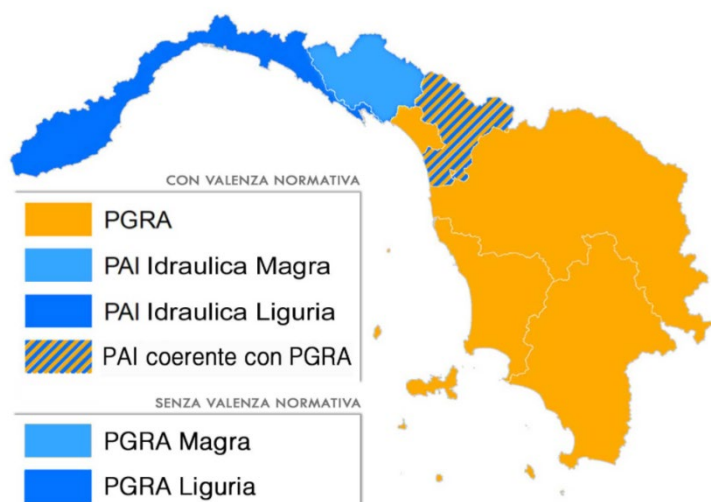 CON VALENZA NORMATIVA
PGRA
PAI Idraulica Magra
PAI Idraulica Liguria
PAI coerente con PGRA
SENZA VALENZA NORMATIVA
PGRA Magra
PGRA Liguria